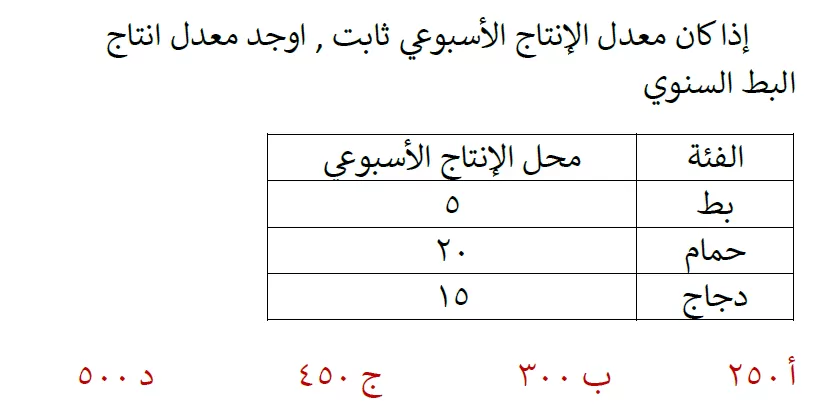 إذا كان معدل الإنتاج الأسبوعي ثابت , اوجد معدل انتاج
البط السنوي
الفئة محل الإنتاج الأسبوعي
بط ٥
حمام ٢٠
دجاج ١٥
أ ٢٥٠ ب ٣٠٠ ج ٤٥٠ د ٥٠٠